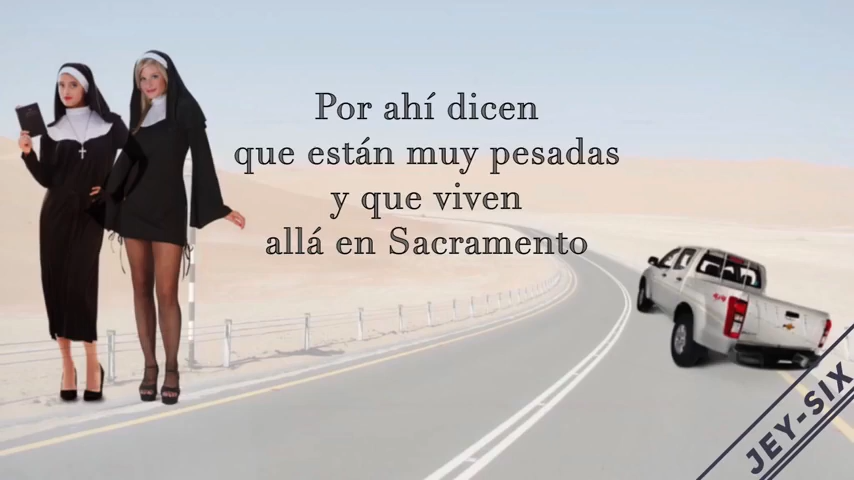 Por ahí dicen
que están muy pesadas
y que viven
allá en Sacramento
JEY-SIX